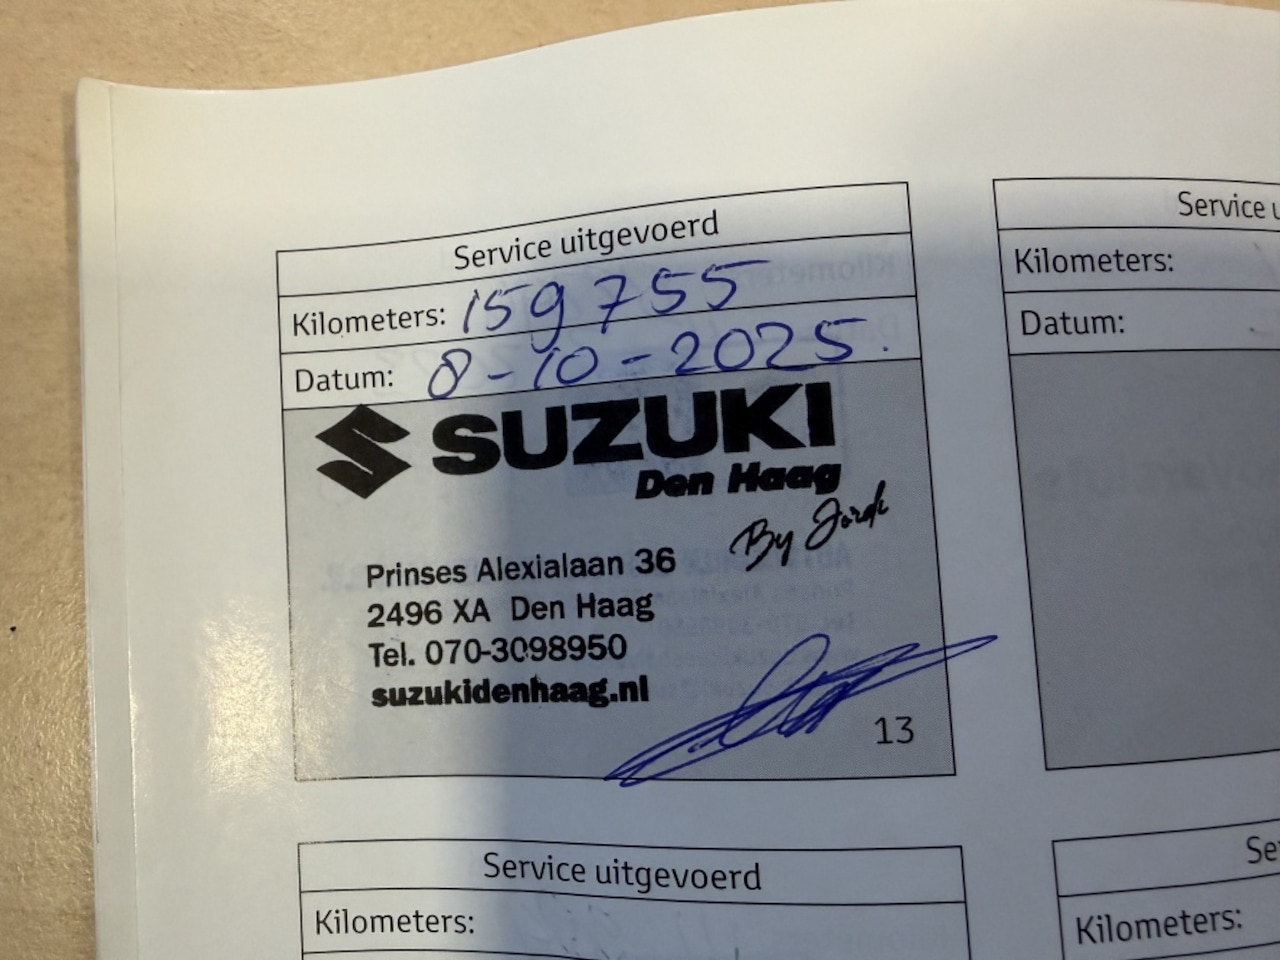 Service uitgevoerd
Kilometers: 159755
Datum: 8-10-2025.
SUZUKI
Den Haag
By Jordi
Prinses Alexialaan 36
2496 XA Den Haag
Tel. 070-3098950
suzukidenhaag.nl
13
Service
Kilometers:
Datum:
Service uitgevoerd
Kilometers:
Kilometers: